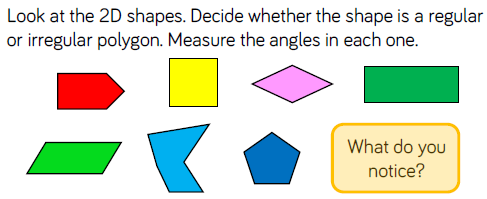 Look at the 2D shapes. Decide whether the shape is a regular
or irregular polygon. Measure the angles in each one.
What do you
notice?